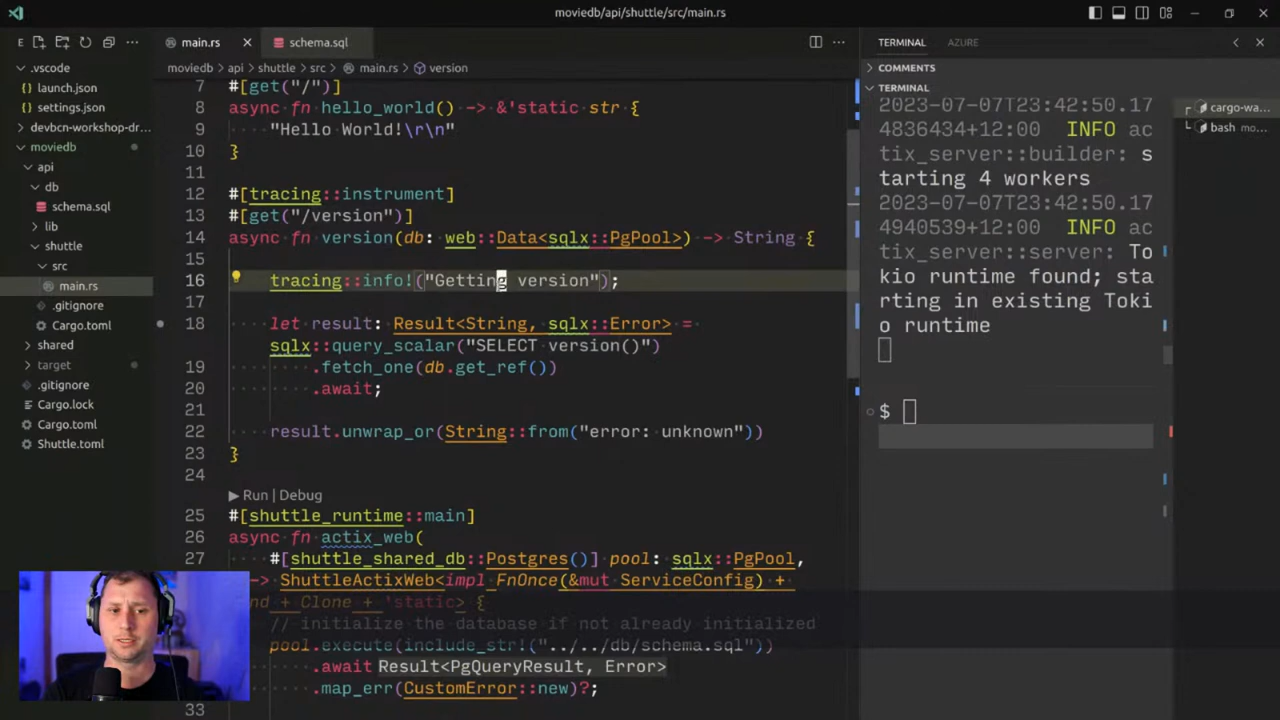 moviedb/api/shuttle/src/main.rs
E
main.rs
schema.sql
TERMINAL
AZURE
.vscode
launch.json
settings.json
devbcn-workshop-dr...
moviedb
api
db
schema.sql
lib
shuttle
src
main.rs
.gitignore
Cargo.toml
shared
target
.gitignore
Cargo.lock
Cargo.toml
Shuttle.toml
moviedb > api > shuttle > src > main.rs > version
7 #[get("/")]
8 async fn hello_world() -> &'static str {
9 "Hello World!\r\n"
10 }
11
12 #[tracing::instrument]
13 #[get("/version")]
14 async fn version(db: web::Data<sqlx::PgPool>) -> String {
15
16 tracing::info!("Getting version");
17
18 let result: Result<String, sqlx::Error> =
sqlx::query_scalar("SELECT version()")
19 .fetch_one(db.get_ref())
20 .await;
21
22 result.unwrap_or(String::from("error: unknown"))
23 }
24
Run | Debug
25 #[shuttle_runtime::main]
26 async fn actix_web(
27 #[shuttle_shared_db::Postgres()] pool: sqlx::PgPool,
-> ShuttleActixWeb<impl FnOnce(&mut ServiceConfig) +
nd + Clone + 'static> {
// initialize the database if not already initialized
pool.execute(include_str!("../../db/schema.sql"))
.await Result<PgQueryResult, Error>
.map_err(CustomError::new)?;
33
COMMENTS
TERMINAL
2023-07-07T23:42:50.17
4836434+12:00 INFO ac
tix_server::builder: s
tarting 4 workers
2023-07-07T23:42:50.17
4940539+12:00 INFO ac
tix_server::server: To
kio runtime found; sta
rting in existing Toki
o runtime
$
cargo-wa...
bash mo...